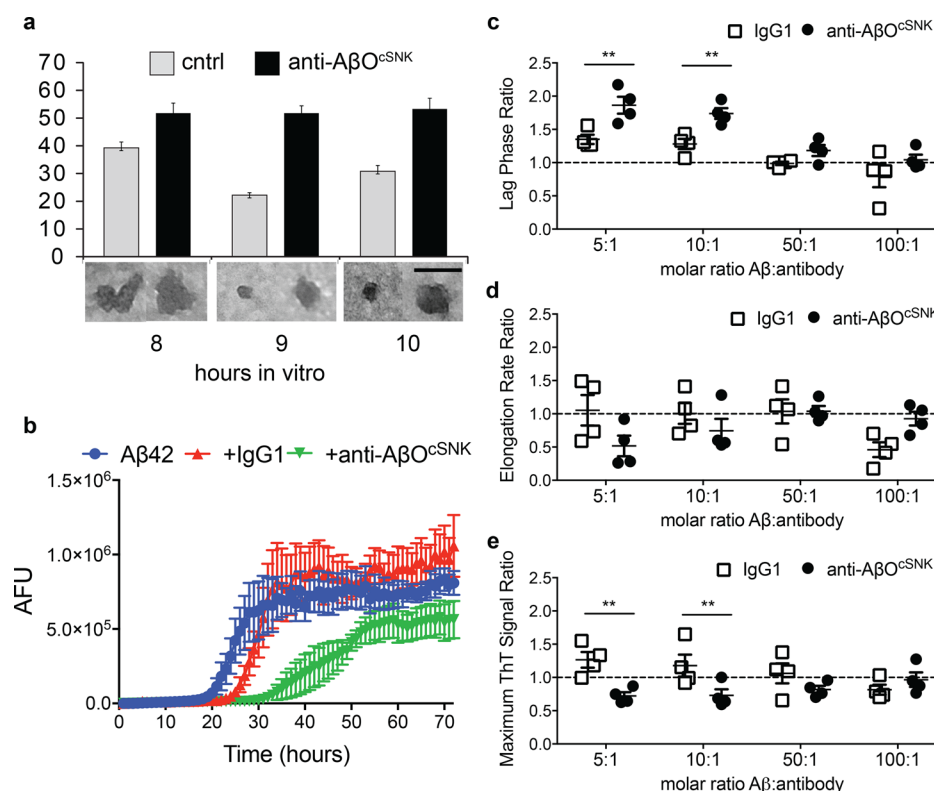 a
cntrl anti-AβO^cSNK
70
60
50
40
30
20
10
0
8 9 10
hours in vitro
b
Aβ42 +IgG1 +anti-AβO^cSNK
1.5×10⁶
1.0×10⁶
5.0×10⁵
0.0
AFU
0 10 20 30 40 50 60 70
Time (hours)
c
IgG1 anti-AβO^cSNK
** **
2.5
2.0
1.5
1.0
0.5
0.0
Lag Phase Ratio
5:1 10:1 50:1 100:1
molar ratio Aβ:antibody
d
IgG1 anti-AβO^cSNK
2.5
2.0
1.5
1.0
0.5
0.0
Elongation Rate Ratio
5:1 10:1 50:1 100:1
molar ratio Aβ:antibody
e
IgG1 anti-AβO^cSNK
** **
2.5
2.0
1.5
1.0
0.5
0.0
Maximum ThT Signal Ratio
5:1 10:1 50:1 100:1
molar ratio Aβ:antibody